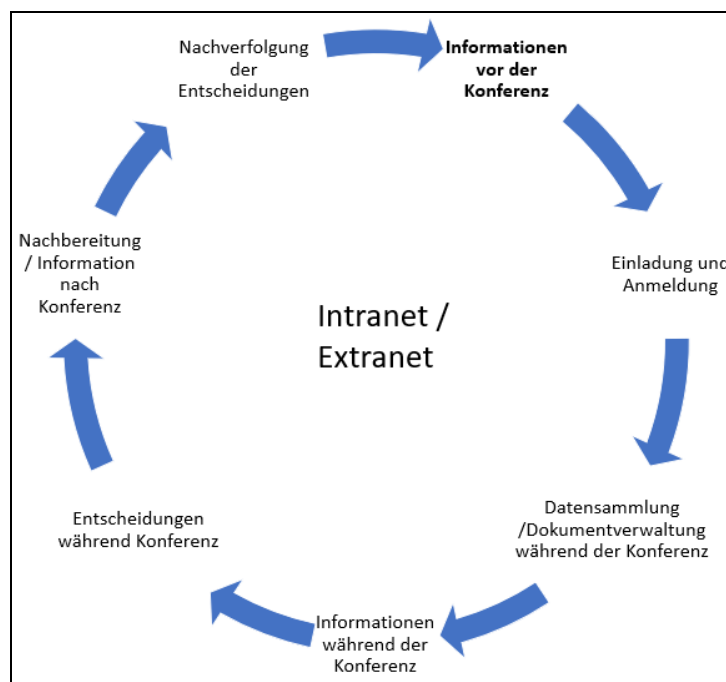 Nachverfolgung
der
Entscheidungen
Informationen
vor der
Konferenz
Einladung und
Anmeldung
Datensammlung
/Dokumentverwaltung
während der Konferenz
Informationen
während der
Konferenz
Entscheidungen
während Konferenz
Nachbereitung
/ Information
nach
Konferenz
Intranet /
Extranet